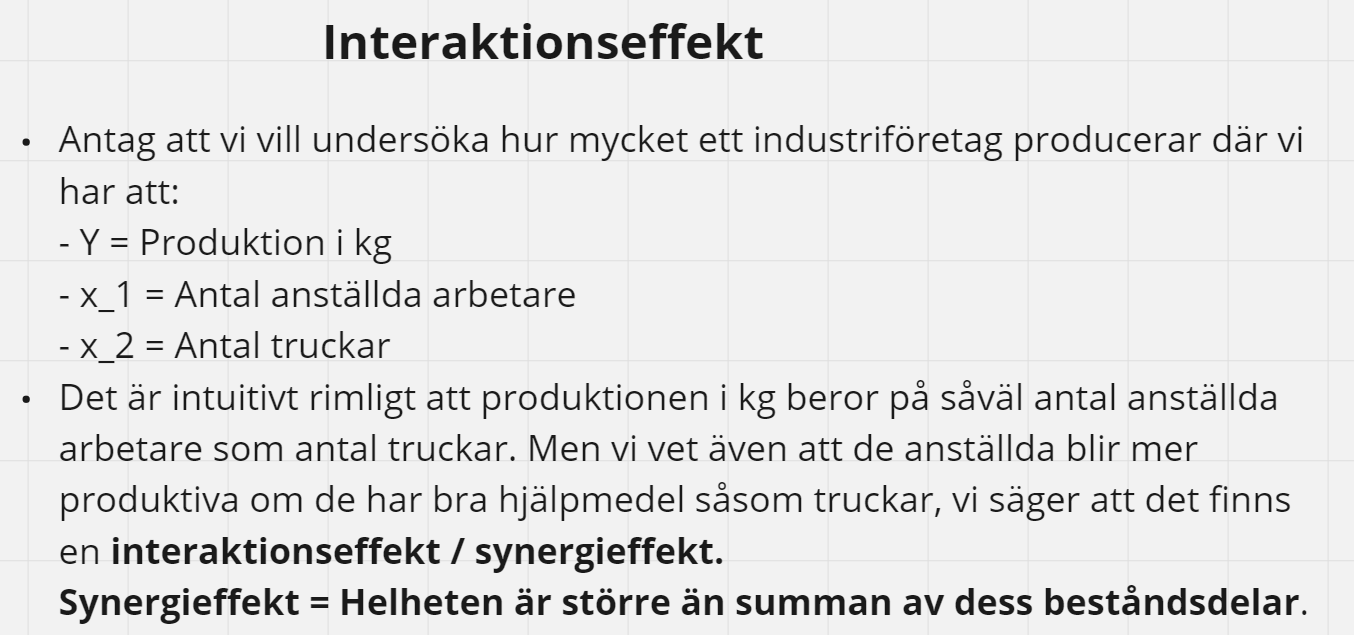 Interaktionseffekt
• Antag att vi vill undersöka hur mycket ett industriföretag producerar där vi
har att:
- Y = Produktion i kg
- x_1 = Antal anställda arbetare
- x_2 = Antal truckar
• Det är intuitivt rimligt att produktionen i kg beror på såväl antal anställda
arbetare som antal truckar. Men vi vet även att de anställda blir mer
produktiva om de har bra hjälpmedel såsom truckar, vi säger att det finns
en interaktionseffekt / synergieffekt.
Synergieffekt = Helheten är större än summan av dess beståndsdelar.